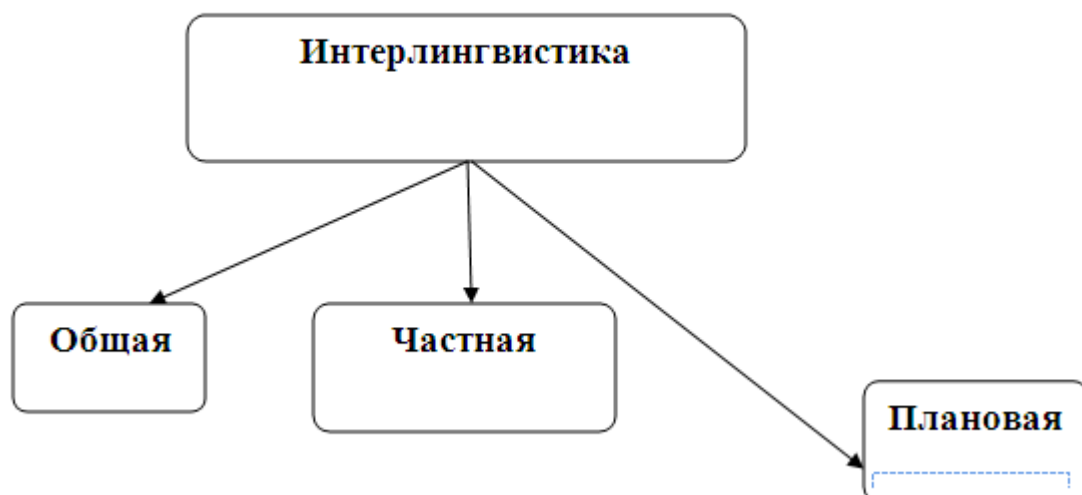 Интерлингвистика
Общая
Частная
Плановая